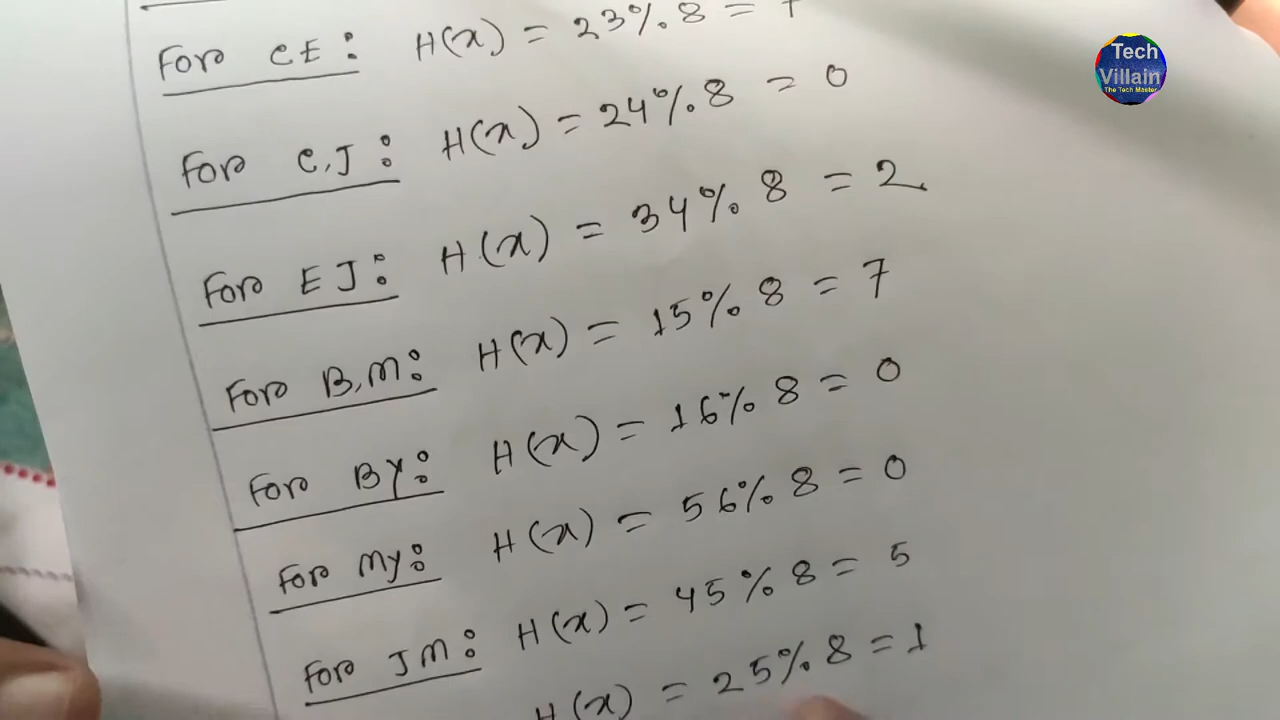 For CE: H(x) = 23% 8 = 7
Tech
Villain
The Tech Master
For C,J: H(x) = 24% 8 = 0
For EJ: H(x) = 34% 8 = 2
For B,M: H(x) = 15% 8 = 7
For BY: H(x) = 16% 8 = 0
For MY: H(x) = 56% 8 = 0
For JM: H(x) = 45% 8 = 5
H(x) = 25% 8 = 1